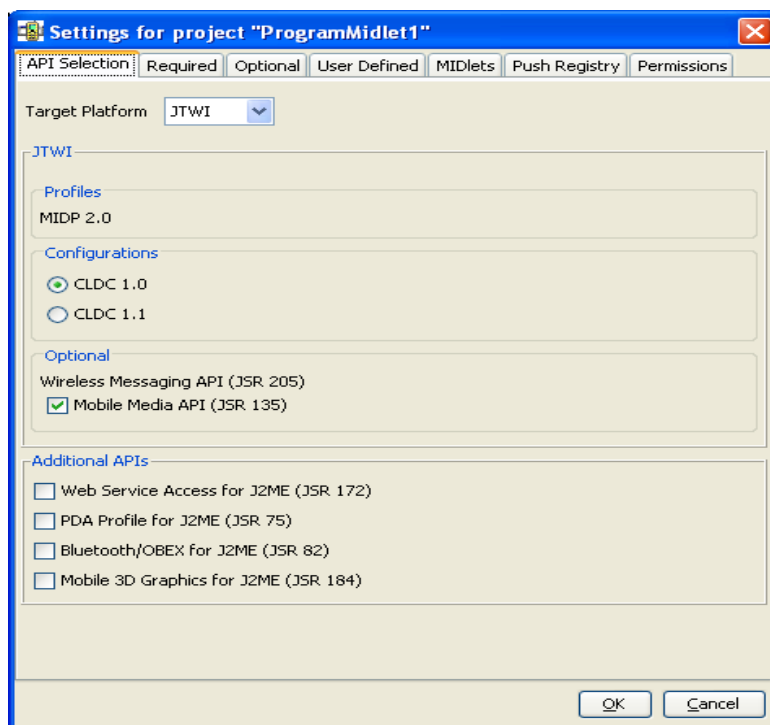 Settings for project "ProgramMidlet1"
API Selection Required Optional User Defined MIDlets Push Registry Permissions
Target Platform JTWI
JTWI
Profiles
MIDP 2.0
Configurations
CLDC 1.0
CLDC 1.1
Optional
Wireless Messaging API (JSR 205)
Mobile Media API (JSR 135)
Additional APIs
Web Service Access for J2ME (JSR 172)
PDA Profile for J2ME (JSR 75)
Bluetooth/OBEX for J2ME (JSR 82)
Mobile 3D Graphics for J2ME (JSR 184)
OK Cancel